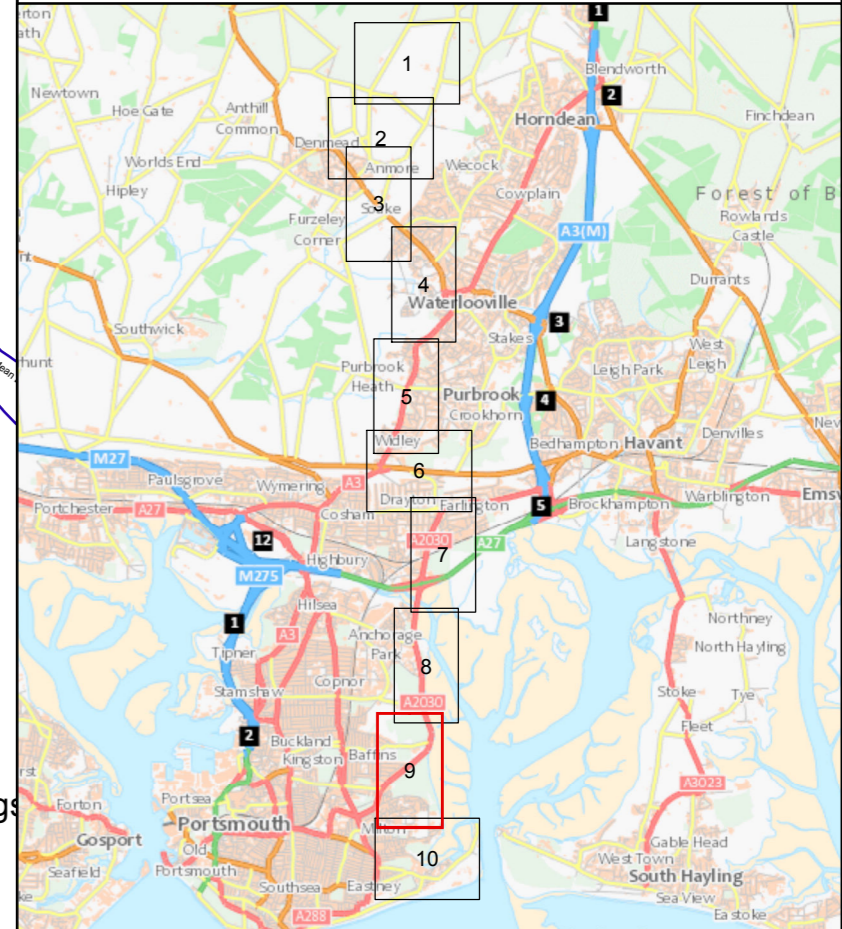 erton
ath
1
1
Blendworth
Newtown
2
Hoe Gate
Anthill
Common
Horndean
Finchdean
2
Denmead
Worlds End
Anmore
Wecock
Hipley
Cowplain
Forest of B
3
Furzeley
Corner
Rowlands
Castle
A3(M)
4
Durrants
Waterlooville
Southwick
3
Stakes
West
Leigh
hunt
Purbrook
Heath
Leigh Park
5
Purbrook
4
Crookhorn
New
Denvilles
Widley
Bedhampton
Havant
M27
6
Paulsgrove
Wymering
A3
Drayton
Farlington
5
Warblington
Emsw
Portchester
A27
Cosham
Brockhampton
12
A2030
A27
Langstone
7
Highbury
M275
Hilsea
Northney
1
A3
Anchorage
Park
North Hayling
Tipner
8
Copnor
Stoke
Tye
Stamshaw
A2030
Fleet
2
Buckland
Kingston
Baffins
9
rst
A3023
Forton
Portsea
gs
Portsmouth
Milton
Gosport
Old
Portsmouth
10
Gable Head
West Town
Seafield
Southsea
Eastney
South Hayling
ke
Sea View
A288
Eastoke